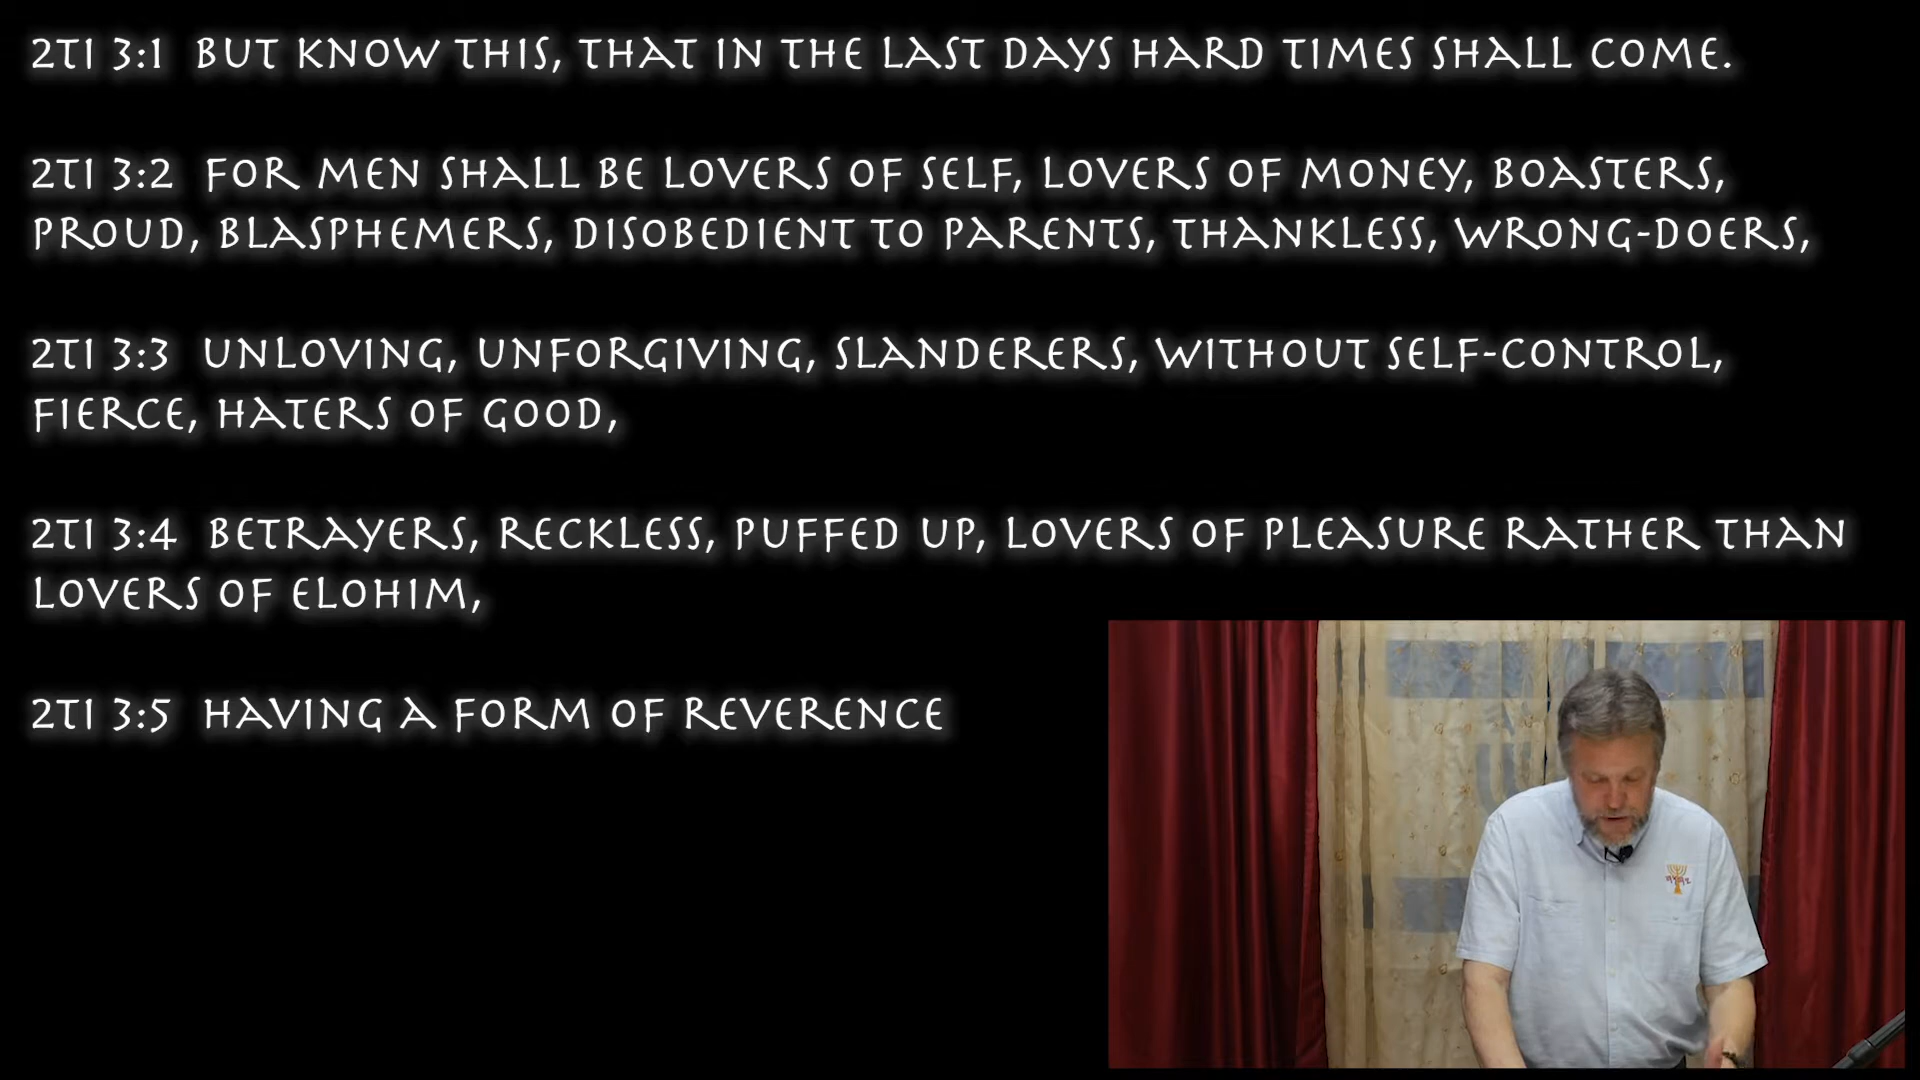 2TI 3:1 BUT KNOW THIS, THAT IN THE LAST DAYS HARD TIMES SHALL COME.
2TI 3:2 FOR MEN SHALL BE LOVERS OF SELF, LOVERS OF MONEY, BOASTERS,
PROUD, BLASPHEMERS, DISOBEDIENT TO PARENTS, THANKLESS, WRONG-DOERS,
2TI 3:3 UNLOVING, UNFORGIVING, SLANDERERS, WITHOUT SELF-CONTROL,
FIERCE, HATERS OF GOOD,
2TI 3:4 BETRAYERS, RECKLESS, PUFFED UP, LOVERS OF PLEASURE RATHER THAN
LOVERS OF ELOHIM,
2TI 3:5 HAVING A FORM OF REVERENCE